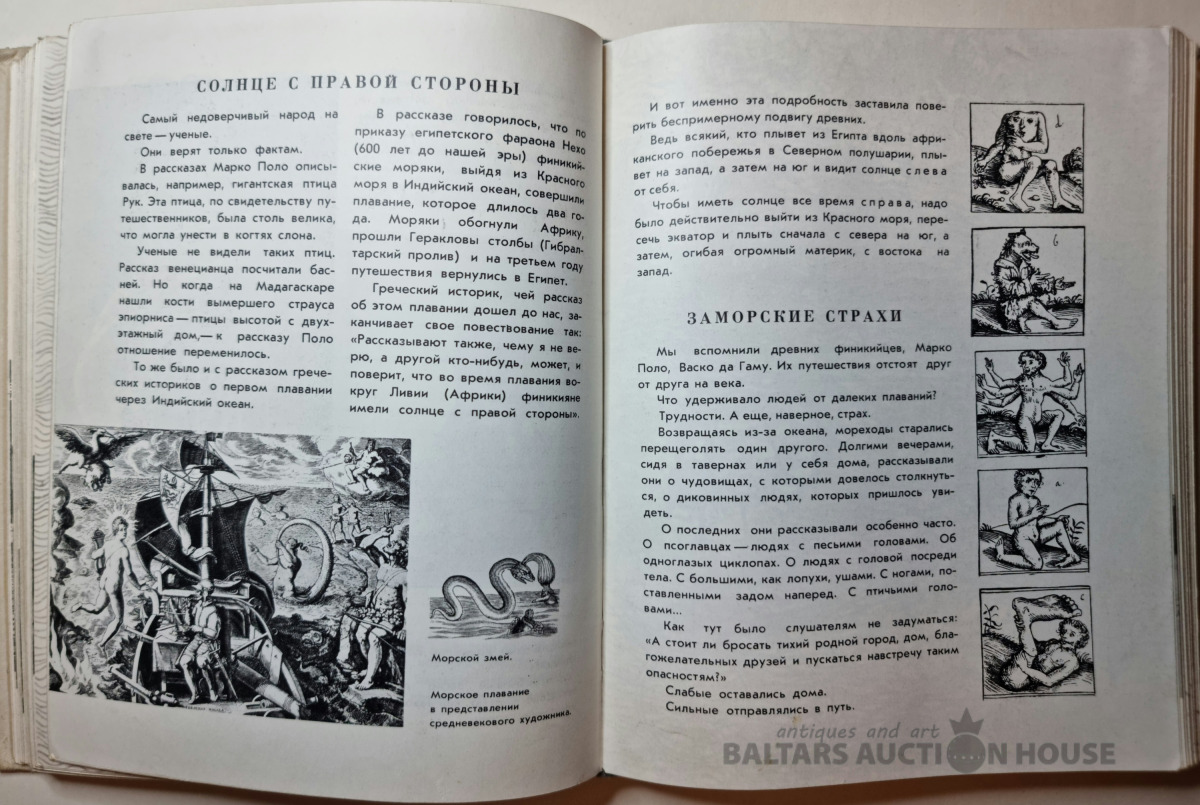 СОЛНЦЕ С ПРАВОЙ СТОРОНЫ
Самый недоверчивый народ на
свете — ученые.
Они верят только фактам.
В рассказах Марко Поло описы-
валась, например, гигантская птица
Рук. Эта птица, по свидетельству пу-
тешественников, была столь велика,
что могла унести в когтях слона.
Ученые не видели таких птиц.
Рассказ венецианца посчитали бас-
ней. Но когда на Мадагаскаре
нашли кости вымершего страуса
эпиорниса — птицы высотой с двух-
этажный дом, — к рассказу Поло
отношение переменилось.
То же было и с рассказом грече-
ских историков о первом плавании
через Индийский океан.
В рассказе говорилось, что по
приказу египетского фараона Нехо
(600 лет до нашей эры) финикий-
ские моряки, выйдя из Красного
моря в Индийский океан, совершили
плавание, которое длилось два го-
да. Моряки обогнули Африку,
прошли Геракловы столбы (Гибрал-
тарский пролив) и на третьем году
путешествия вернулись в Египет.
Греческий историк, чей рассказ
об этом плавании дошел до нас, за-
канчивает свое повествование так:
«Рассказывают также, чему я не ве-
рю, а другой кто-нибудь, может, и
поверит, что во время плавания во-
круг Ливии (Африки) финикияне
имели солнце с правой стороны».
Морской змей.
Морское плавание
в представлении
средневекового художника.
И вот именно эта подробность заставила пове-
рить беспримерному подвигу древних.
Ведь всякий, кто плывет из Египта вдоль афри-
канского побережья в Северном полушарии, плы-
вет на запад, а затем на юг и видит солнце слева
от себя.
Чтобы иметь солнце все время справа, надо
было действительно выйти из Красного моря, пере-
сечь экватор и плыть сначала с севера на юг, а
затем, огибая огромный материк, с востока на
запад.
ЗАМОРСКИЕ СТРАХИ
Мы вспомнили древних финикийцев, Марко
Поло, Васко да Гаму. Их путешествия отстоят друг
от друга на века.
Что удерживало людей от далеких плаваний?
Трудности. А еще, наверное, страх.
Возвращаясь из-за океана, мореходы старались
перещеголять один другого. Долгими вечерами,
сидя в тавернах или у себя дома, рассказывали
они о чудовищах, с которыми довелось столкнуть-
ся, о диковинных людях, которых пришлось уви-
деть.
О последних они рассказывали особенно часто.
О псоглавцах — людях с песьими головами. Об
одноглазых циклопах. О людях с головой посреди
тела. С большими, как лопухи, ушами. С ногами, по-
ставленными задом наперед. С птичьими голо-
вами...
Как тут было слушателям не задуматься:
«А стоит ли бросать тихий родной город, дом, бла-
гожелательных друзей и пускаться навстречу таким
опасностям?»
Слабые оставались дома.
Сильные отправлялись в путь.
d
b
a
c
antiques and art
BALTARS AUCTION HOUSE